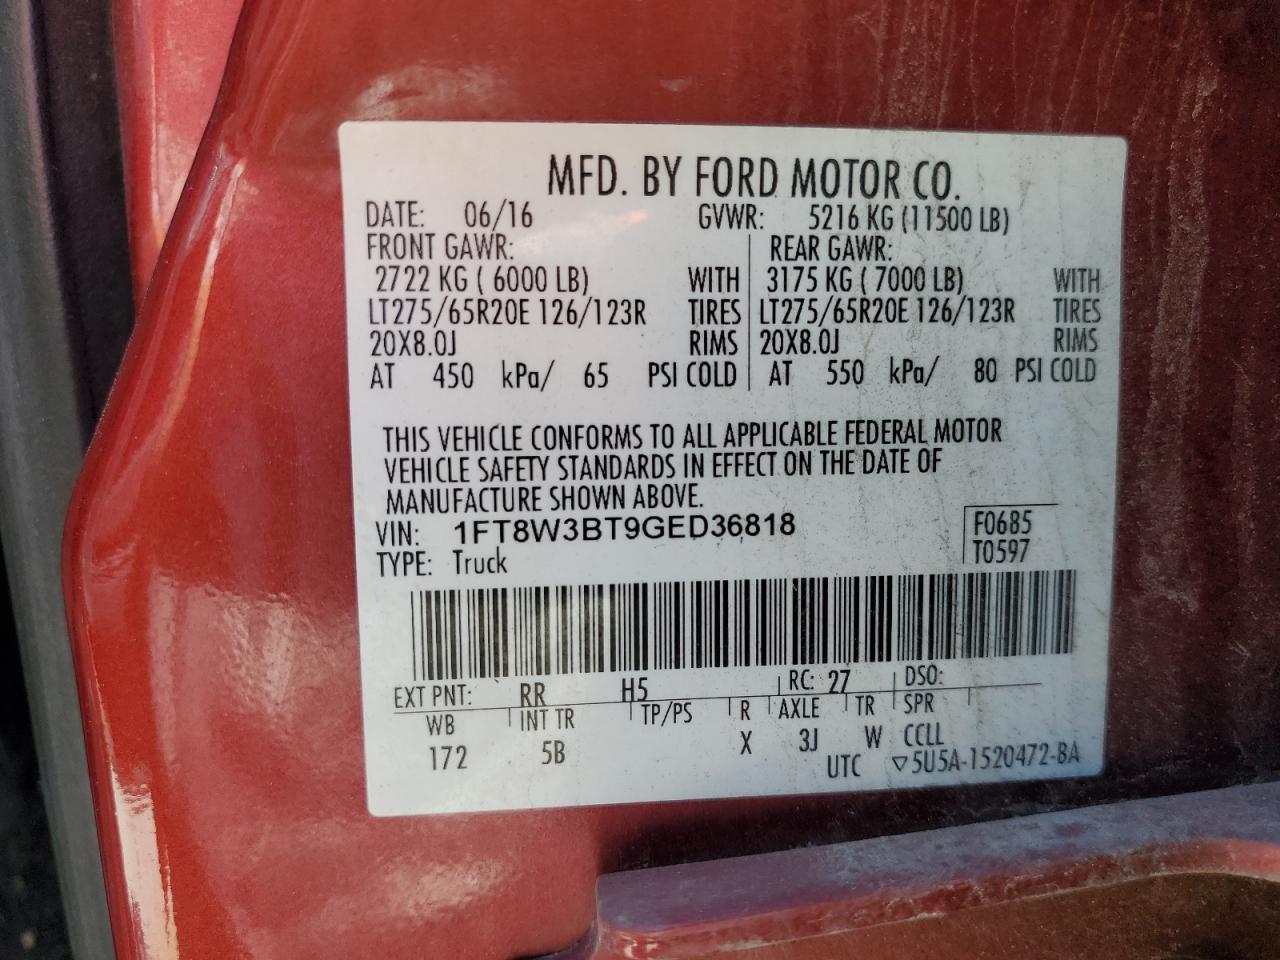 MFD. BY FORD MOTOR CO.
DATE: 06/16 GVWR: 5216 KG (11500 LB)
FRONT GAWR: REAR GAWR:
2722 KG ( 6000 LB) WITH 3175 KG ( 7000 LB) WITH
LT275/65R20E 126/123R TIRES LT275/65R20E 126/123R TIRES
20X8.0J RIMS 20X8.0J RIMS
AT 450 kPa/ 65 PSI COLD AT 550 kPa/ 80 PSI COLD
THIS VEHICLE CONFORMS TO ALL APPLICABLE FEDERAL MOTOR
VEHICLE SAFETY STANDARDS IN EFFECT ON THE DATE OF
MANUFACTURE SHOWN ABOVE.
VIN: 1FT8W3BT9GED36818 F0685
TYPE: Truck T0597
EXT PNT: RR H5 RC: 27 DSO:
WB INT TR TP/PS R AXLE TR SPR
172 5B X 3J W CCLL
UTC ▽5U5A-1520472-BA